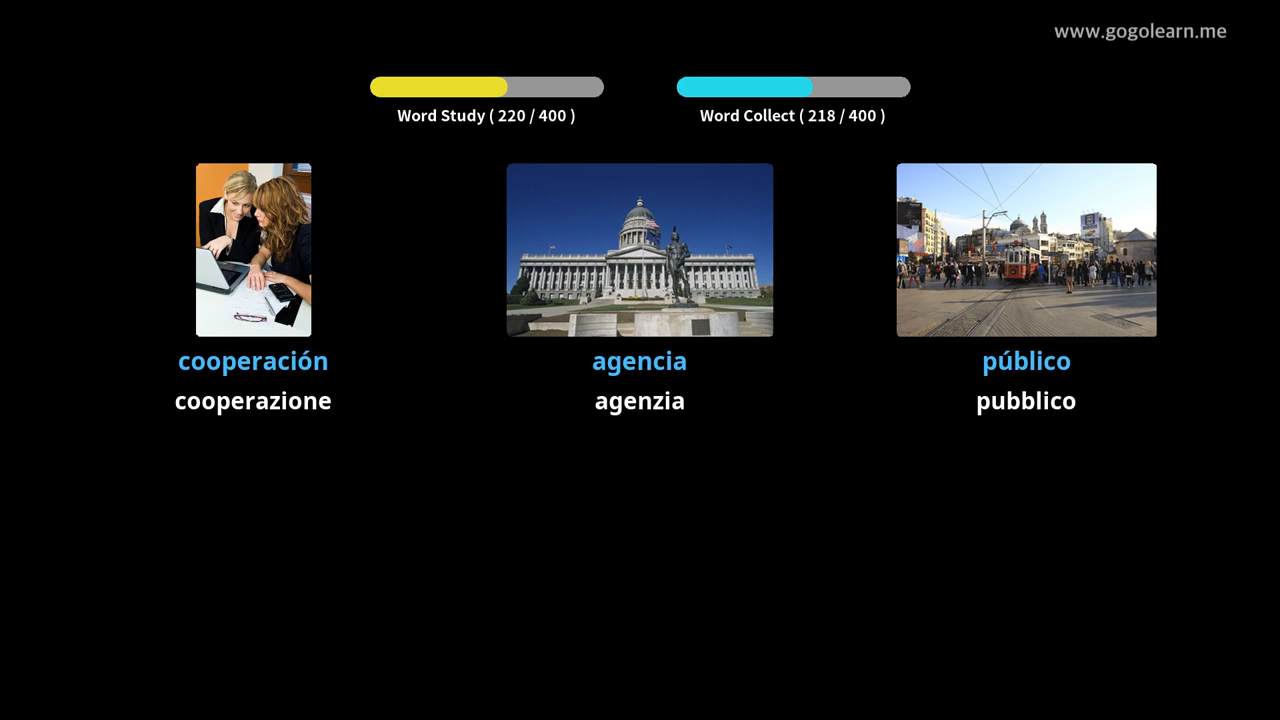 www.gogolearn.me
Word Study ( 220 / 400 )
Word Collect ( 218 / 400 )
cooperación
cooperazione
agencia
agenzia
público
pubblico